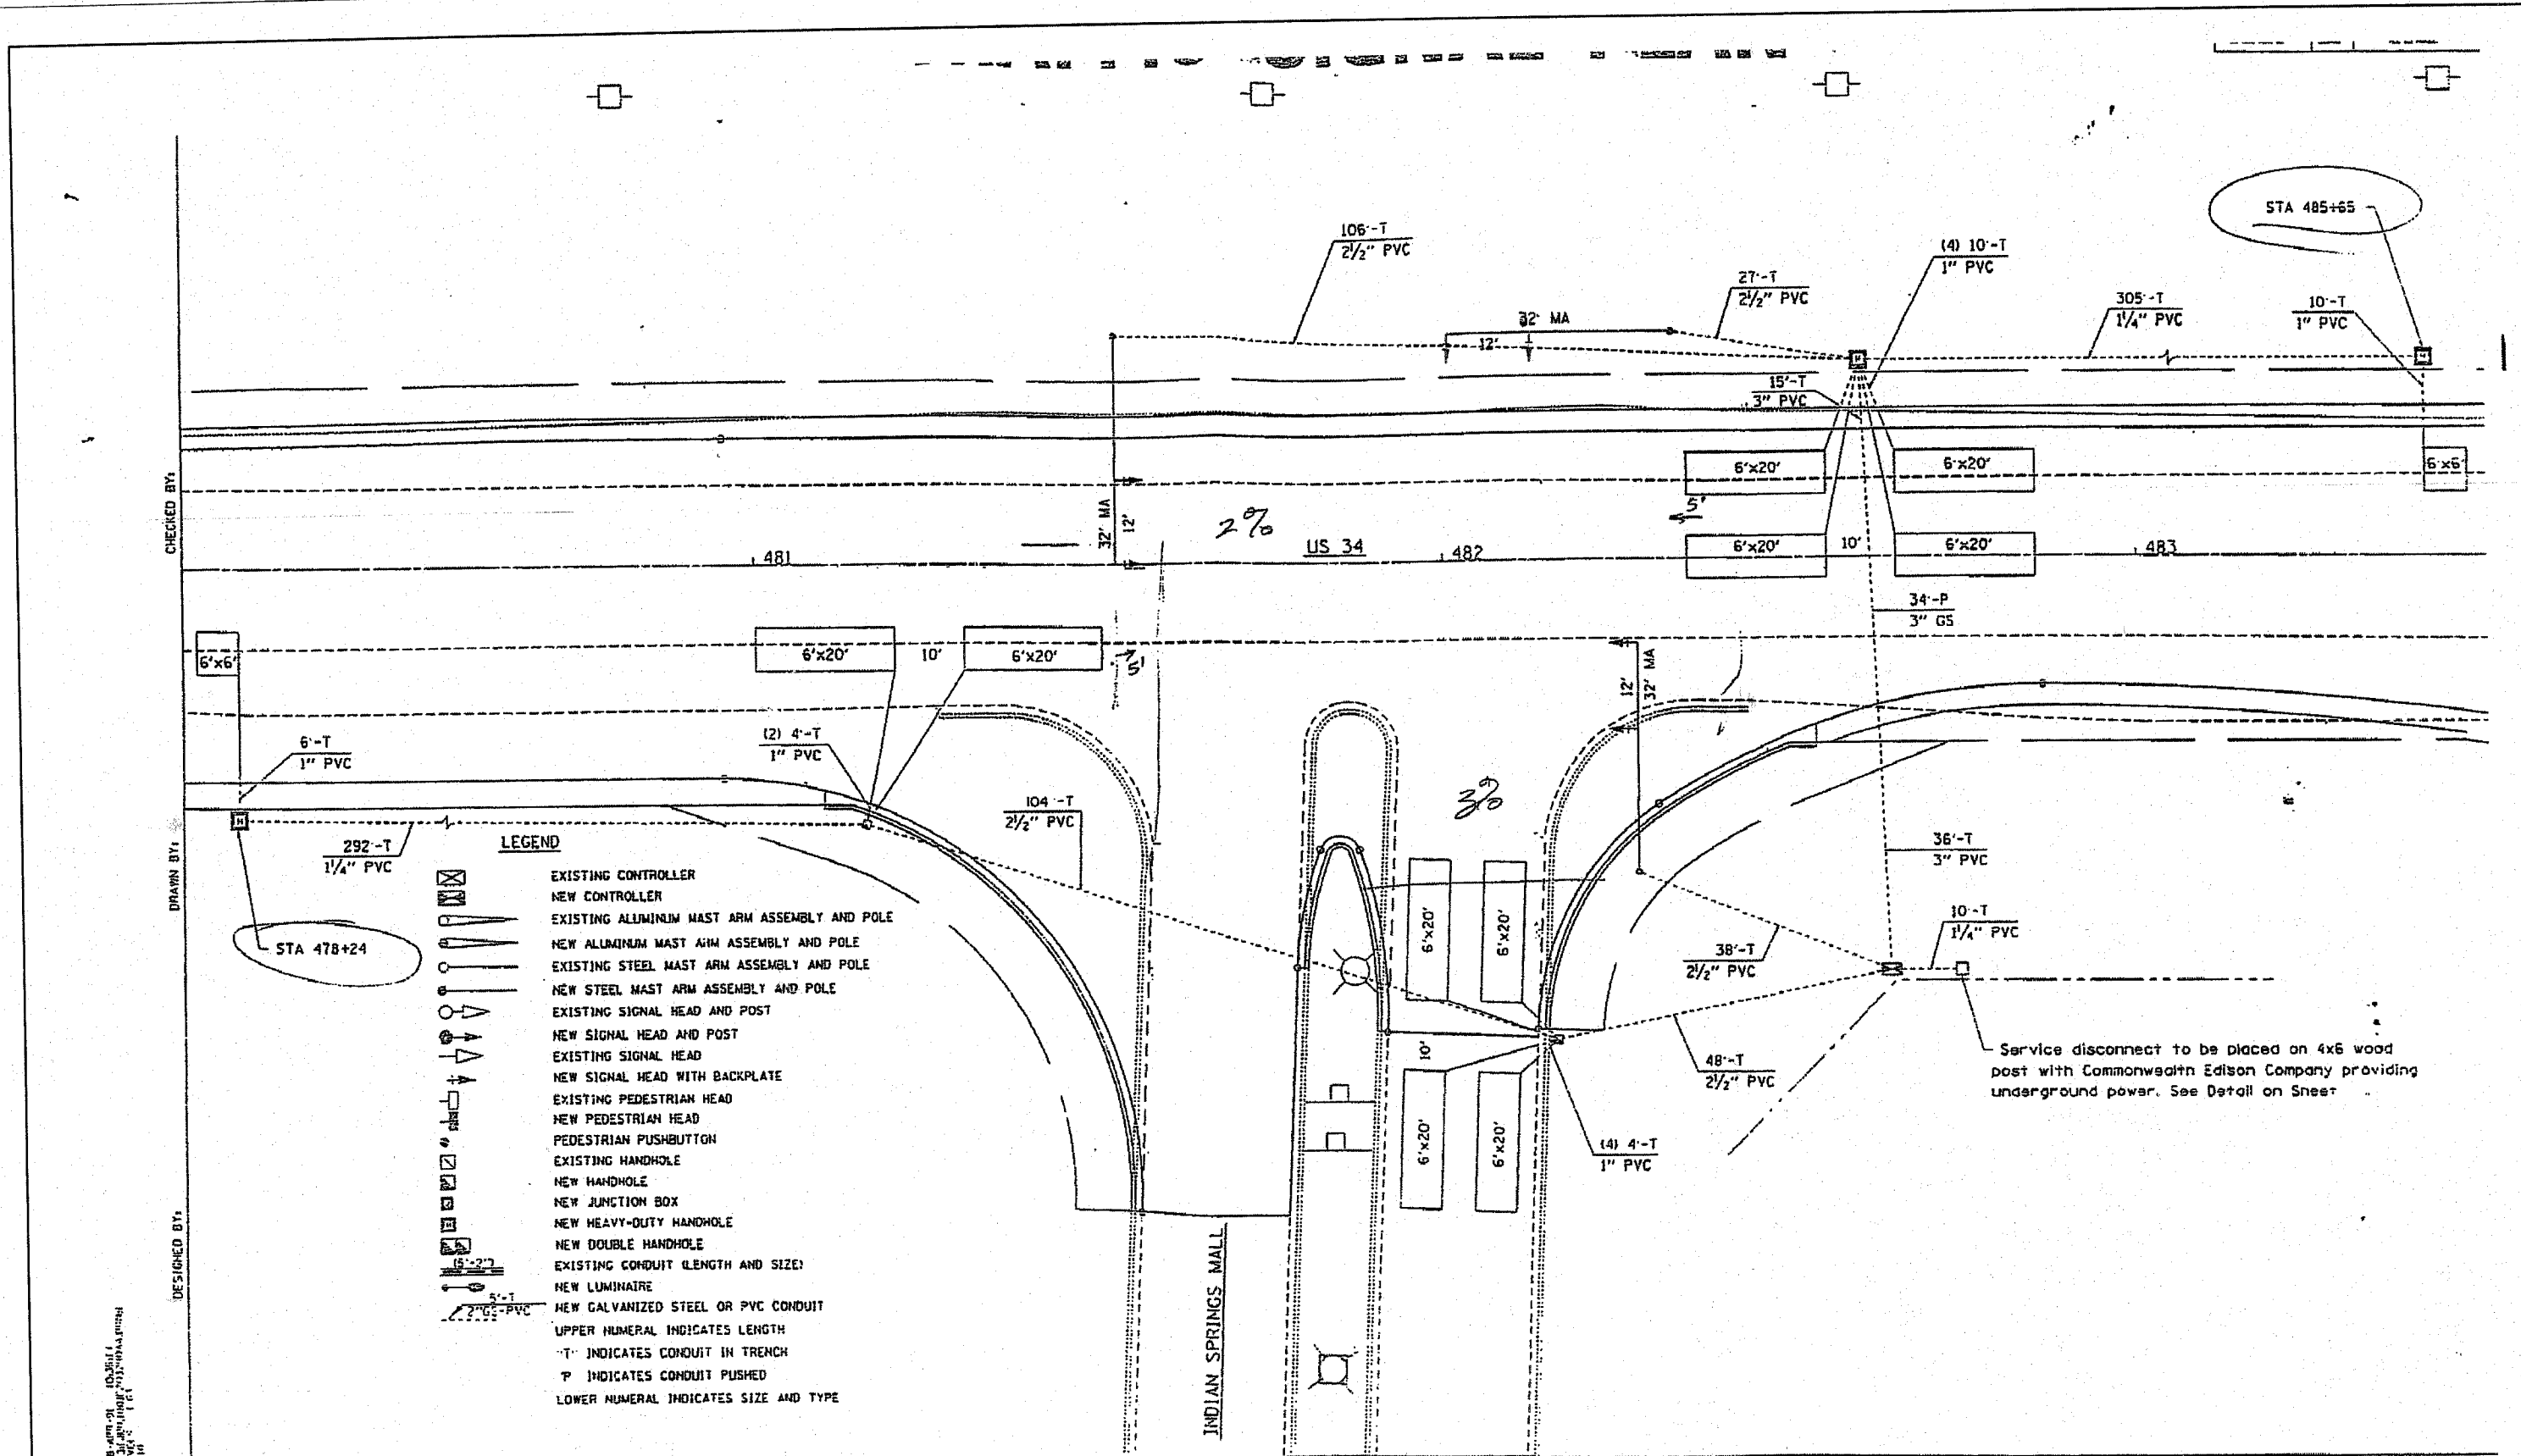 STA 485+65
106'-T
2½" PVC
(4) 10'-T
1" PVC
27'-T
2½" PVC
305'-T
1¼" PVC
10'-T
1" PVC
32' MA
12'
15'-T
3" PVC
6'x20'
6'x20'
6'x6'
5'
32' MA
12'
2%
US 34
481
482
6'x20'
10'
6'x20'
483
34'-P
3" GS
6'x6'
6'x20'
10'
6'x20'
5'
12'
32' MA
6'-T
1" PVC
(2) 4'-T
1" PVC
104'-T
2½" PVC
3%
292'-T
1¼" PVC
36'-T
3" PVC
STA 478+24
10'-T
1¼" PVC
38'-T
2½" PVC
6'x20'
6'x20'
10'
48'-T
2½" PVC
6'x20'
6'x20'
(4) 4'-T
1" PVC
Service disconnect to be placed on 4x6 wood
post with Commonwealth Edison Company providing
underground power. See Detail on Sheet
INDIAN SPRINGS MALL
LEGEND
EXISTING CONTROLLER
NEW CONTROLLER
EXISTING ALUMINUM MAST ARM ASSEMBLY AND POLE
NEW ALUMINUM MAST ARM ASSEMBLY AND POLE
EXISTING STEEL MAST ARM ASSEMBLY AND POLE
NEW STEEL MAST ARM ASSEMBLY AND POLE
EXISTING SIGNAL HEAD AND POST
NEW SIGNAL HEAD AND POST
EXISTING SIGNAL HEAD
NEW SIGNAL HEAD WITH BACKPLATE
EXISTING PEDESTRIAN HEAD
NEW PEDESTRIAN HEAD
PEDESTRIAN PUSHBUTTON
EXISTING HANDHOLE
NEW HANDHOLE
NEW JUNCTION BOX
NEW HEAVY-DUTY HANDHOLE
NEW DOUBLE HANDHOLE
(5'-2") EXISTING CONDUIT (LENGTH AND SIZE)
NEW LUMINAIRE
5'-T
2"GS-PVC NEW GALVANIZED STEEL OR PVC CONDUIT
UPPER NUMERAL INDICATES LENGTH
"T" INDICATES CONDUIT IN TRENCH
"P" INDICATES CONDUIT PUSHED
LOWER NUMERAL INDICATES SIZE AND TYPE
CHECKED BY:
DRAWN BY:
DESIGNED BY: